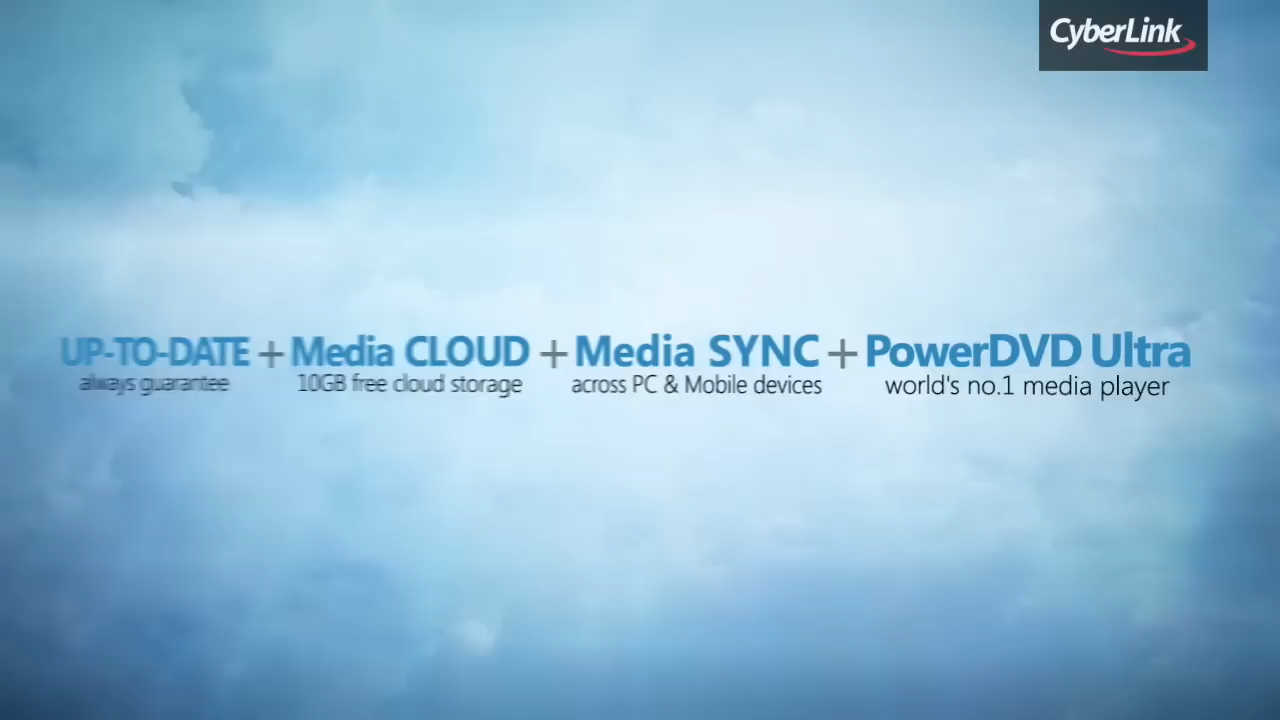 CyberLink
UP-TO-DATE + Media CLOUD + Media SYNC + PowerDVD Ultra
always guarantee 10GB free cloud storage across PC & Mobile devices world's no.1 media player